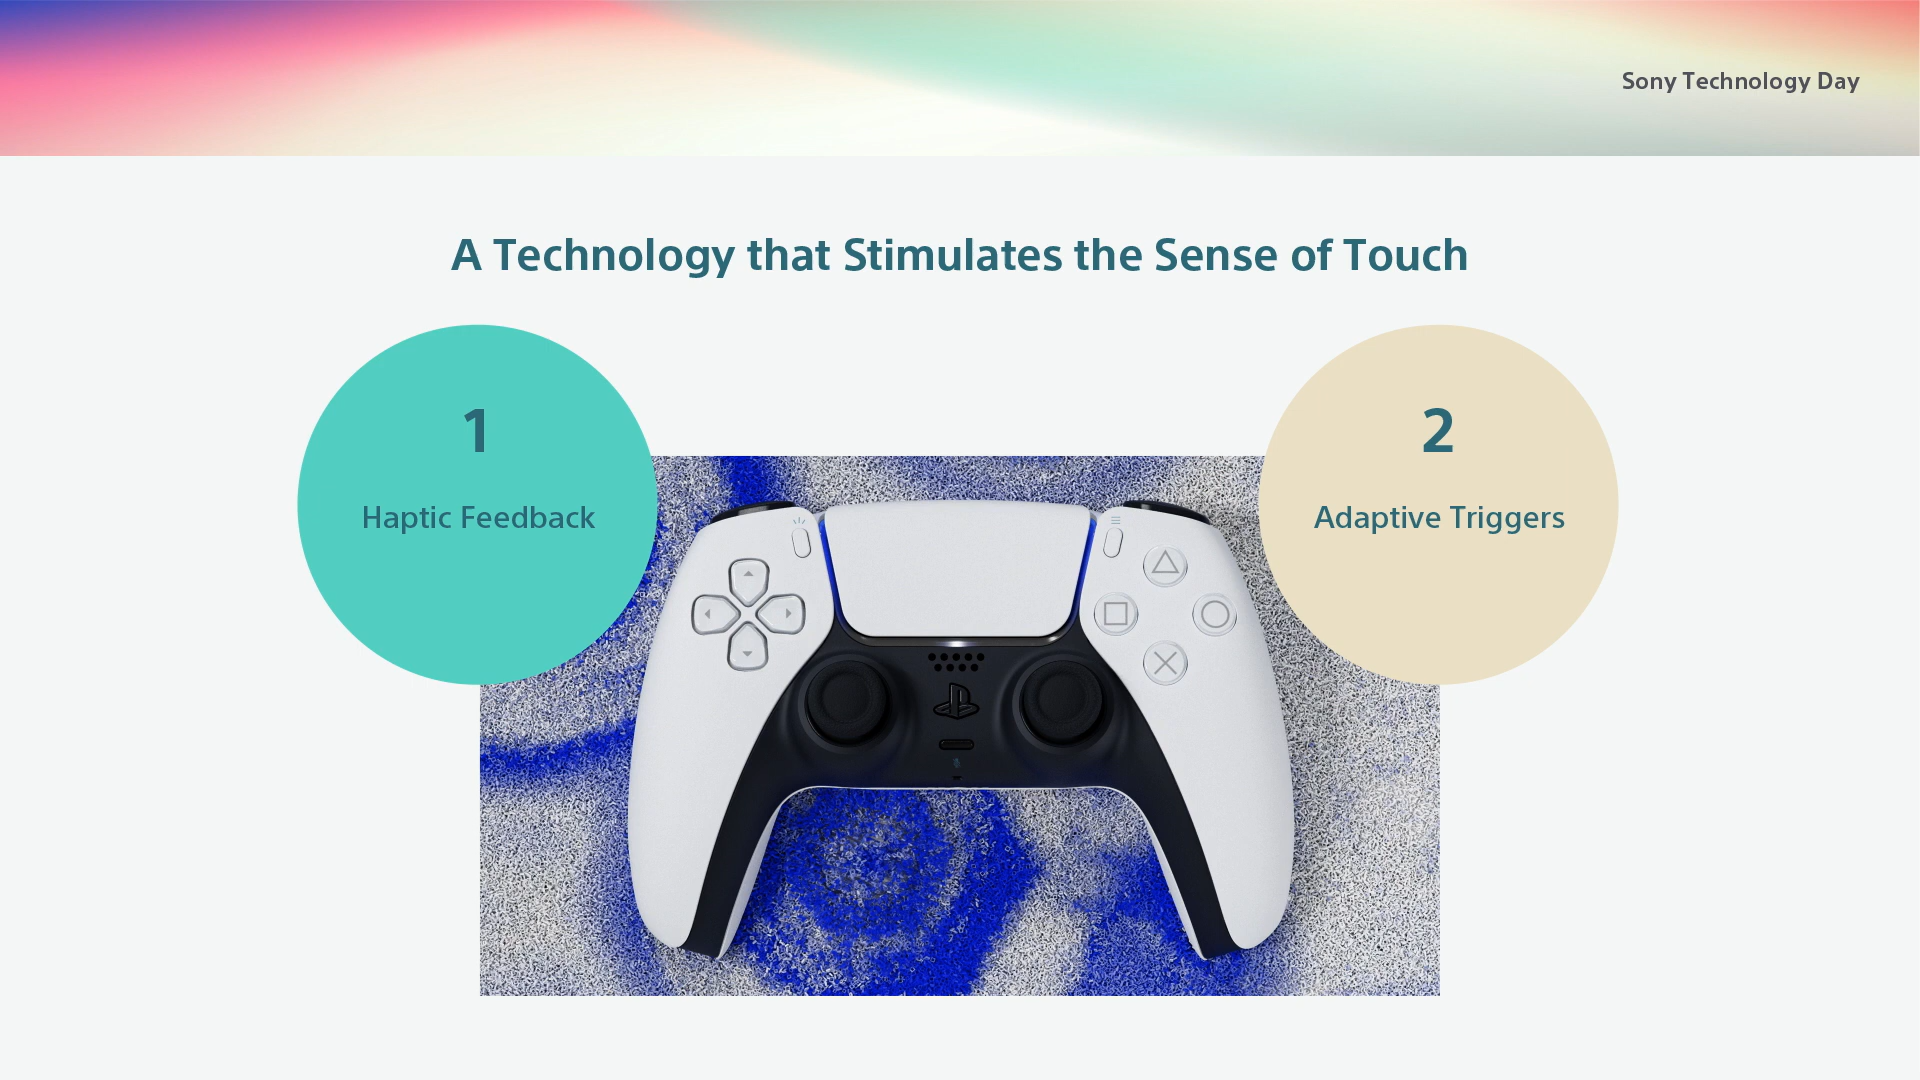 Sony Technology Day
A Technology that Stimulates the Sense of Touch
1
Haptic Feedback
2
Adaptive Triggers